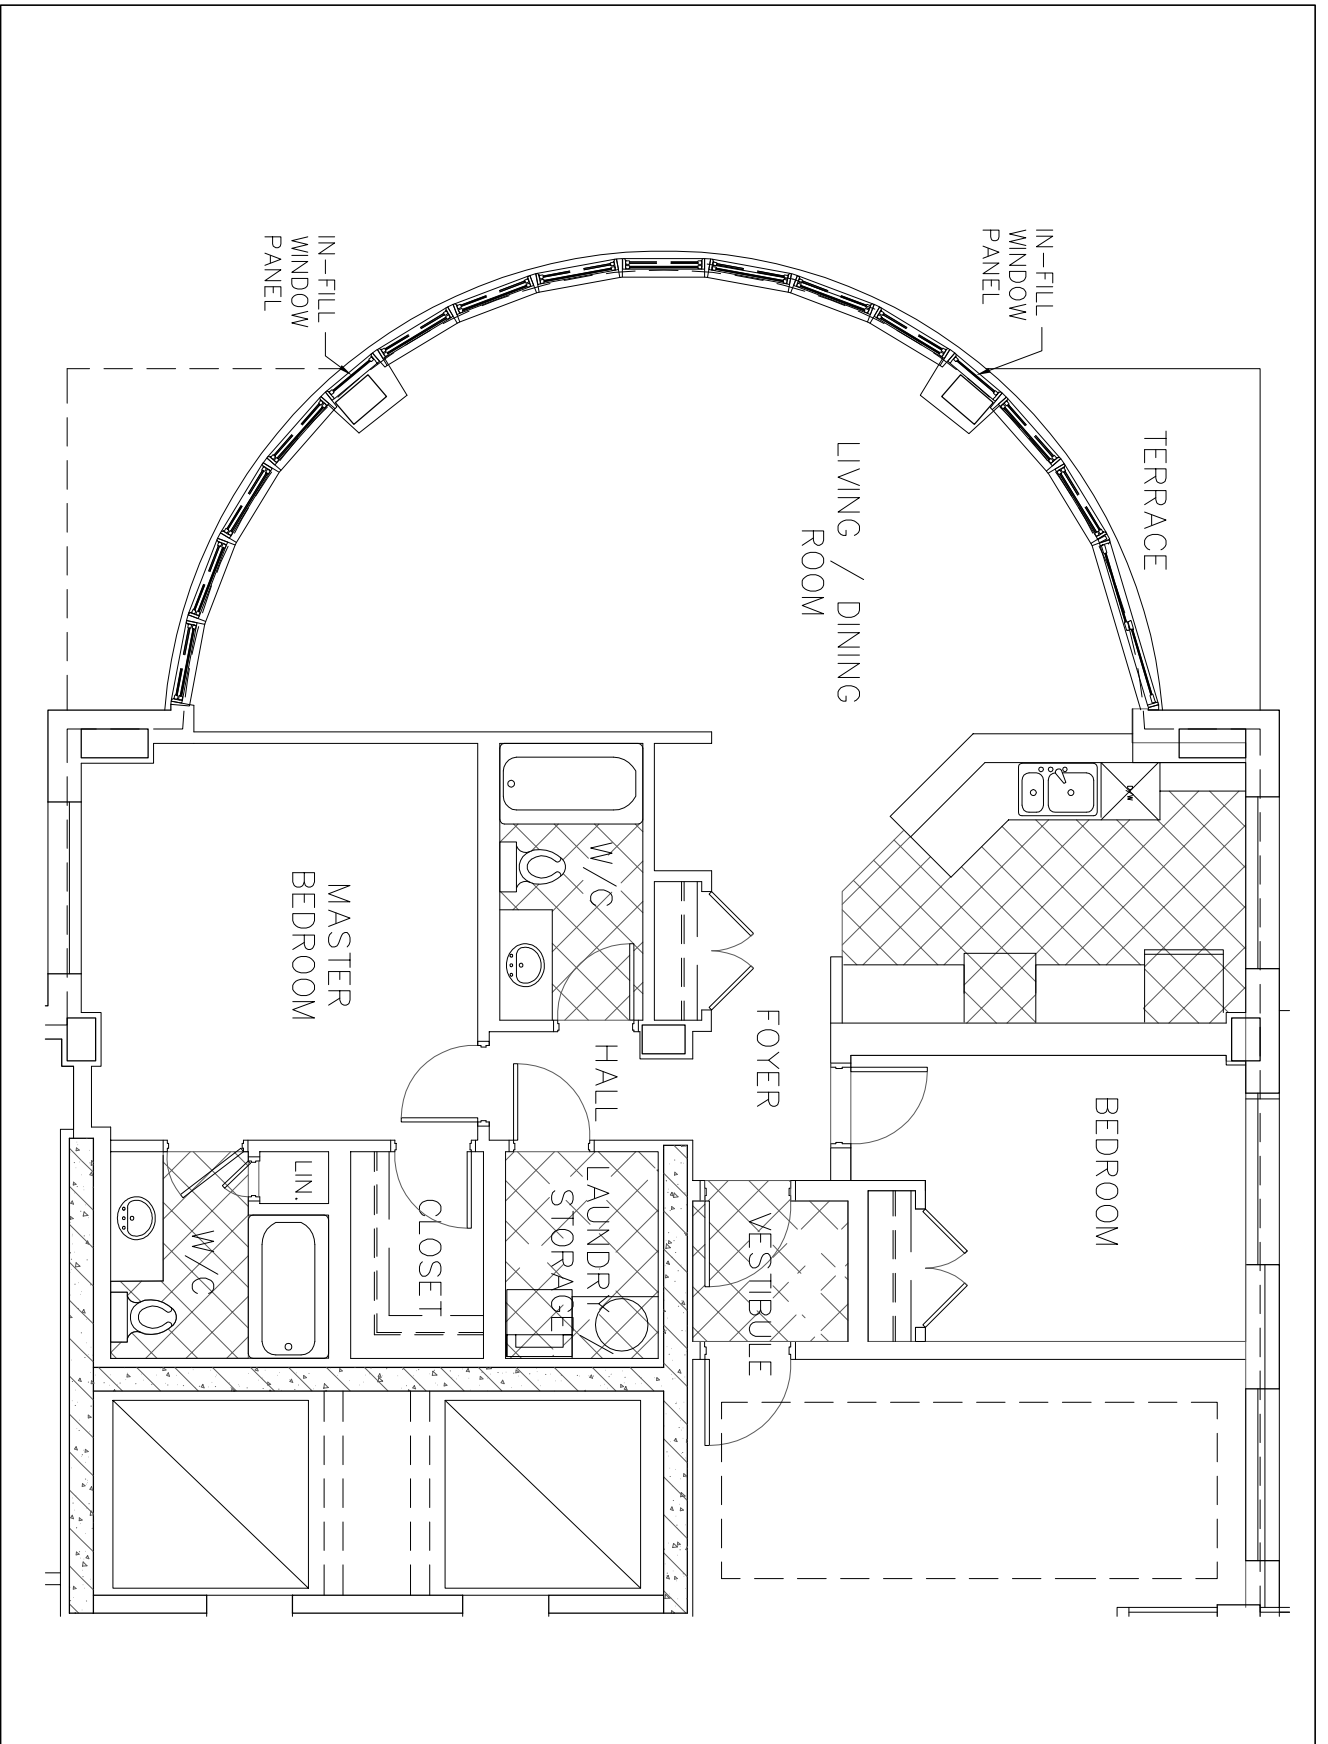 IN-FILL
WINDOW
PANEL
IN-FILL
WINDOW
PANEL
TERRACE
LIVING / DINING
ROOM
D/W
W/C
MASTER
BEDROOM
FOYER
HALL
BEDROOM
LIN.
CLOSET
LAUNDRY
STORAGE
VESTIBULE
W/C